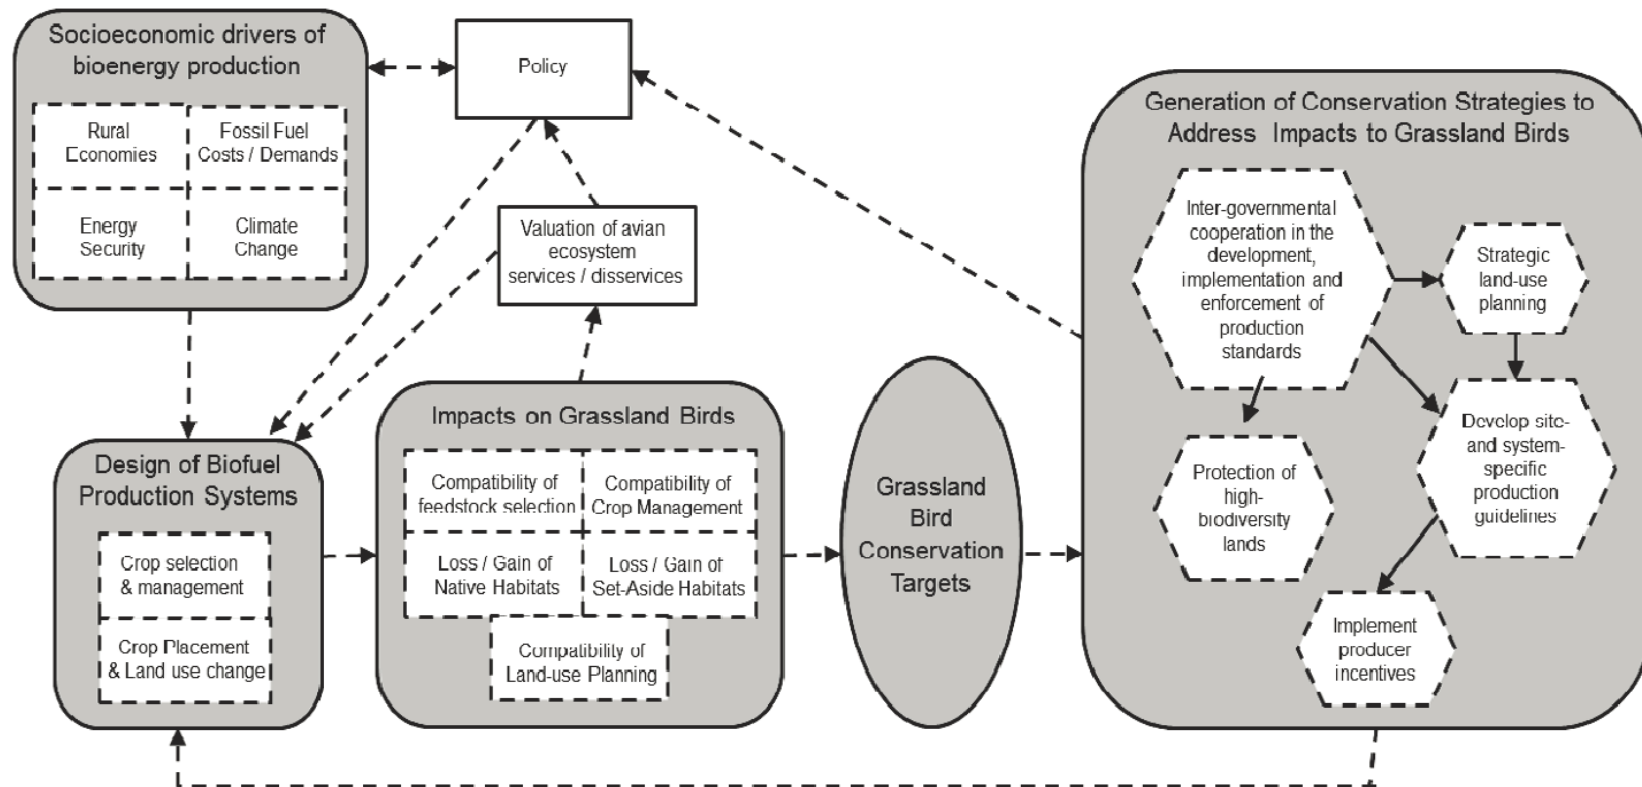 Socioeconomic drivers of
bioenergy production
Rural
Economies
Fossil Fuel
Costs / Demands
Energy
Security
Climate
Change
Policy
Valuation of avian
ecosystem
services / disservices
Design of Biofuel
Production Systems
Crop selection
& management
Crop Placement
& Land use change
Impacts on Grassland Birds
Compatibility of
feedstock selection
Compatibility of
Crop Management
Loss / Gain of
Native Habitats
Loss / Gain of
Set-Aside Habitats
Compatibility of
Land-use Planning
Grassland
Bird
Conservation
Targets
Generation of Conservation Strategies to
Address Impacts to Grassland Birds
Inter-governmental
cooperation in the
development,
implementation and
enforcement of
production
standards
Strategic
land-use
planning
Protection of
high-
biodiversity
lands
Develop site-
and system-
specific
production
guidelines
Implement
producer
incentives